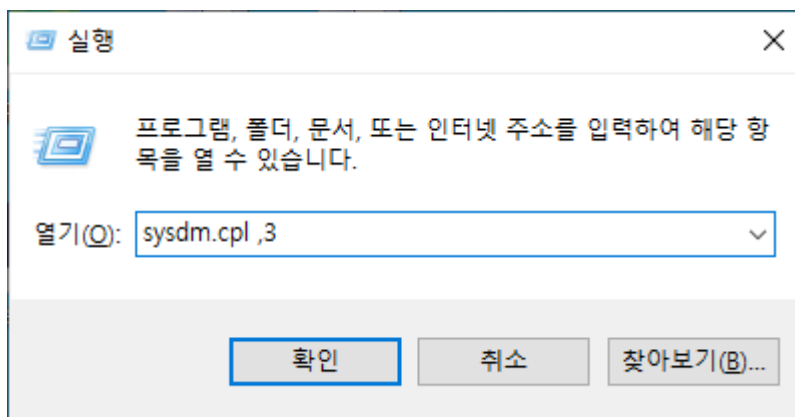 실행
프로그램, 폴더, 문서, 또는 인터넷 주소를 입력하여 해당 항
목을 열 수 있습니다.
열기(O): sysdm.cpl ,3
확인 취소 찾아보기(B)...